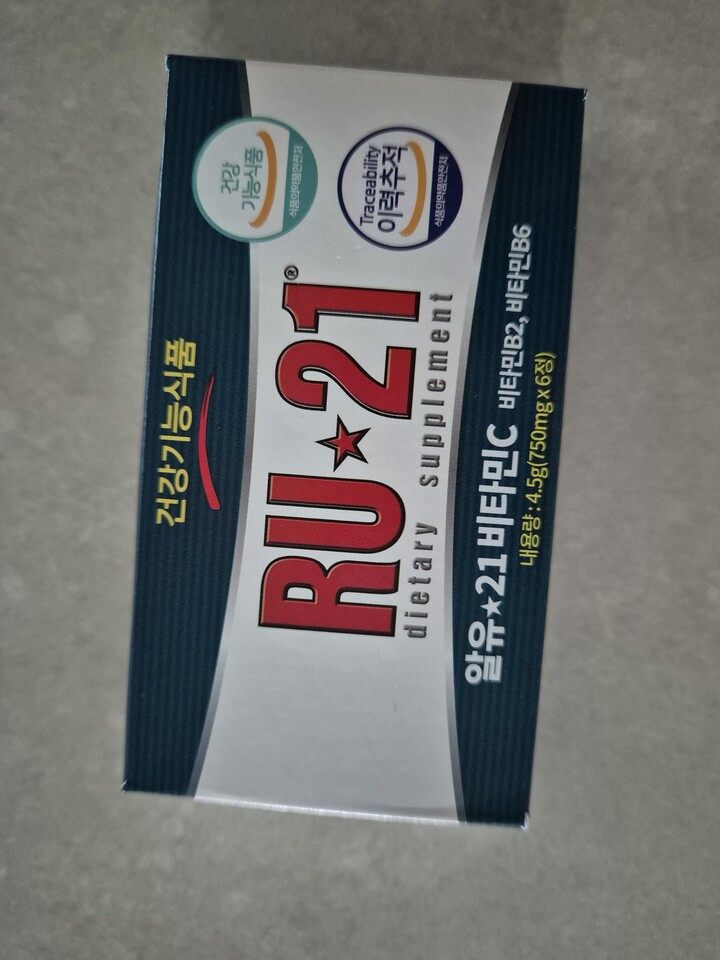 건강기능식품
건강
기능식품
식품의약품안전처
Traceability
이력추적
식품의약품안전처
RU★21®
dietary supplement
알유★21 비타민C 비타민B2, 비타민B6
내용량 : 4.5g(750mg x 6정)